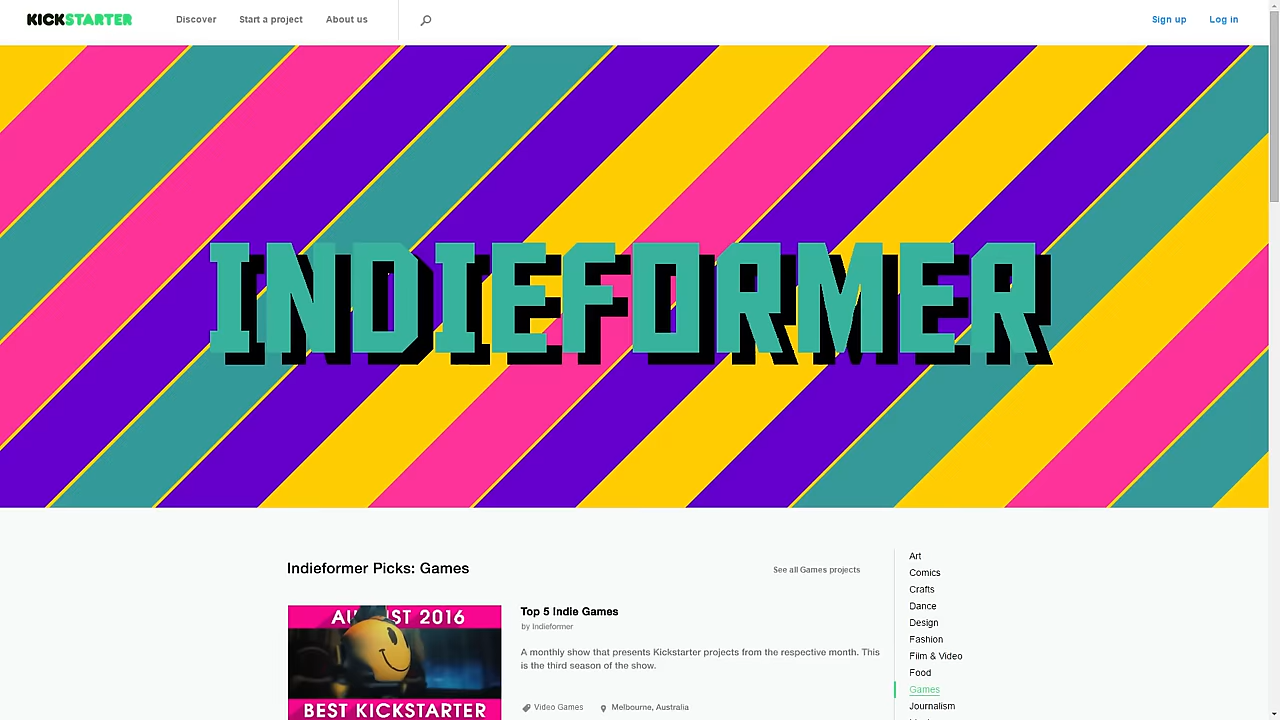 KICKSTARTER Discover Start a project About us Sign up Log in
INDIEFORMER
Indieformer Picks: Games See all Games projects
AUGUST 2016
BEST KICKSTARTER
Top 5 Indie Games
by Indieformer
A monthly show that presents Kickstarter projects from the respective month. This
is the third season of the show.
Video Games Melbourne, Australia
Art
Comics
Crafts
Dance
Design
Fashion
Film & Video
Food
Games
Journalism